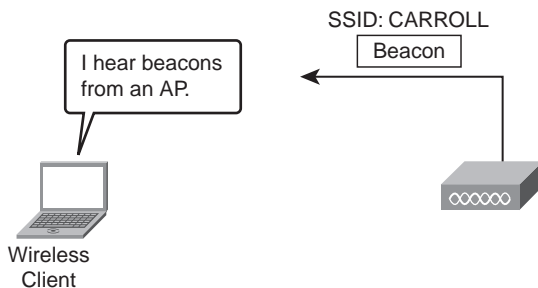 SSID: CARROLL
Beacon
I hear beacons
from an AP.
Wireless
Client